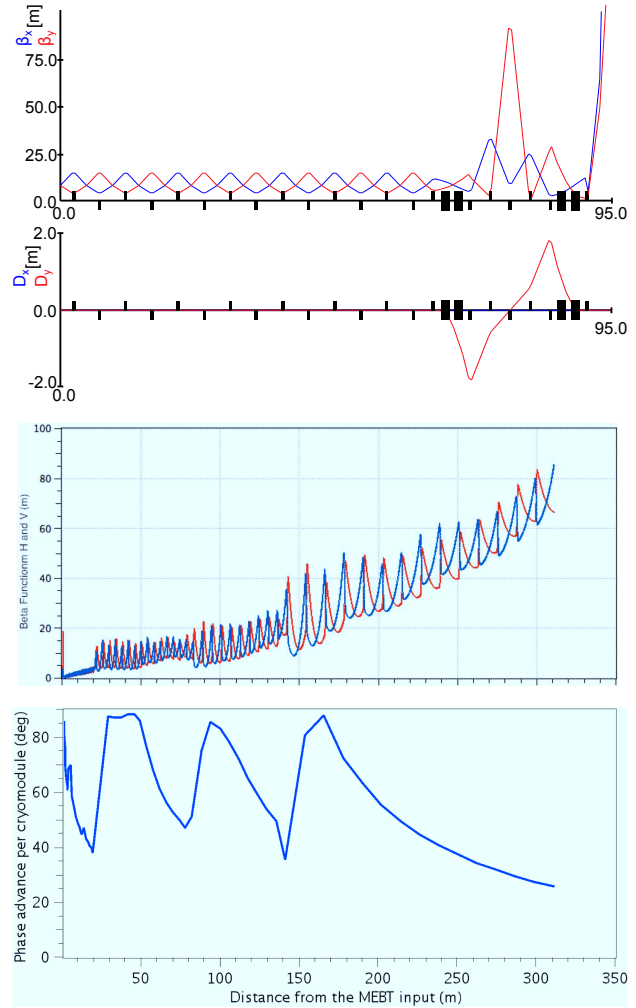 βx [m]
βy
75.0
50.0
25.0
0.0
0.0
95.0
Dx [m]
Dy
2.0
0.0
-2.0
95.0
0.0
Beta Functionm H and V (m)
100
80
60
40
20
0
Phase advance per cryomodule (deg)
80
60
40
20
0
50 100 150 200 250 300 350
Distance from the MEBT input (m)